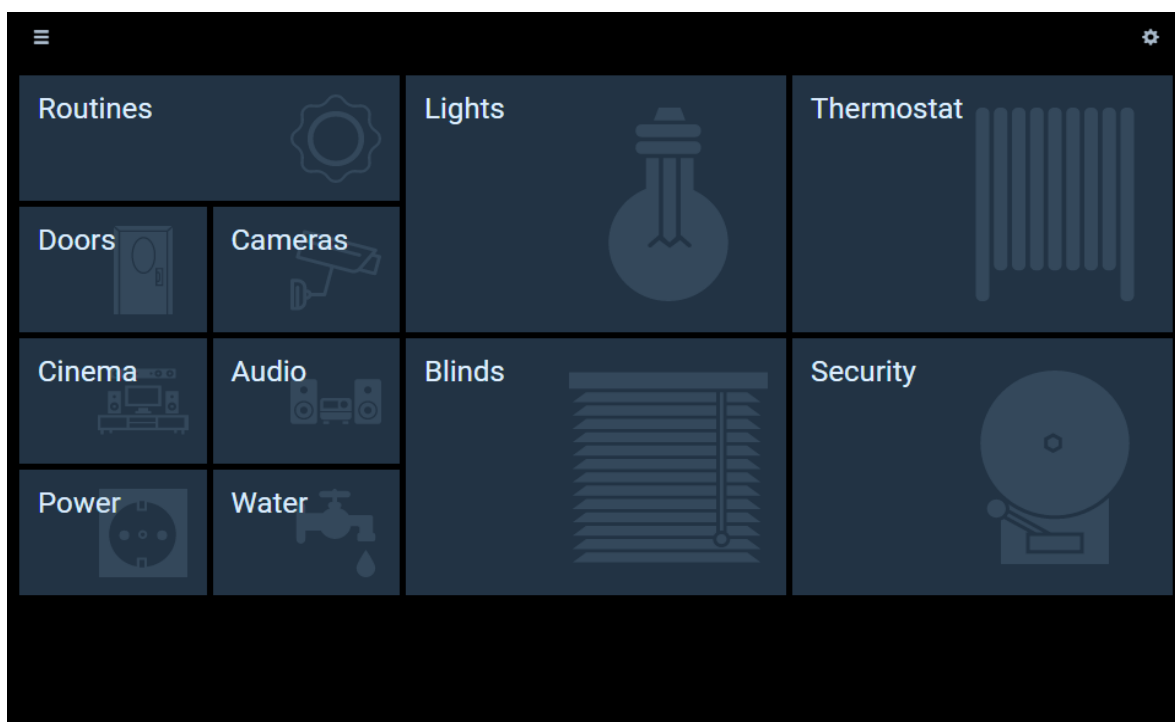 Routines
Lights
Thermostat
Doors
Cameras
Cinema
Audio
Blinds
Security
Power
Water